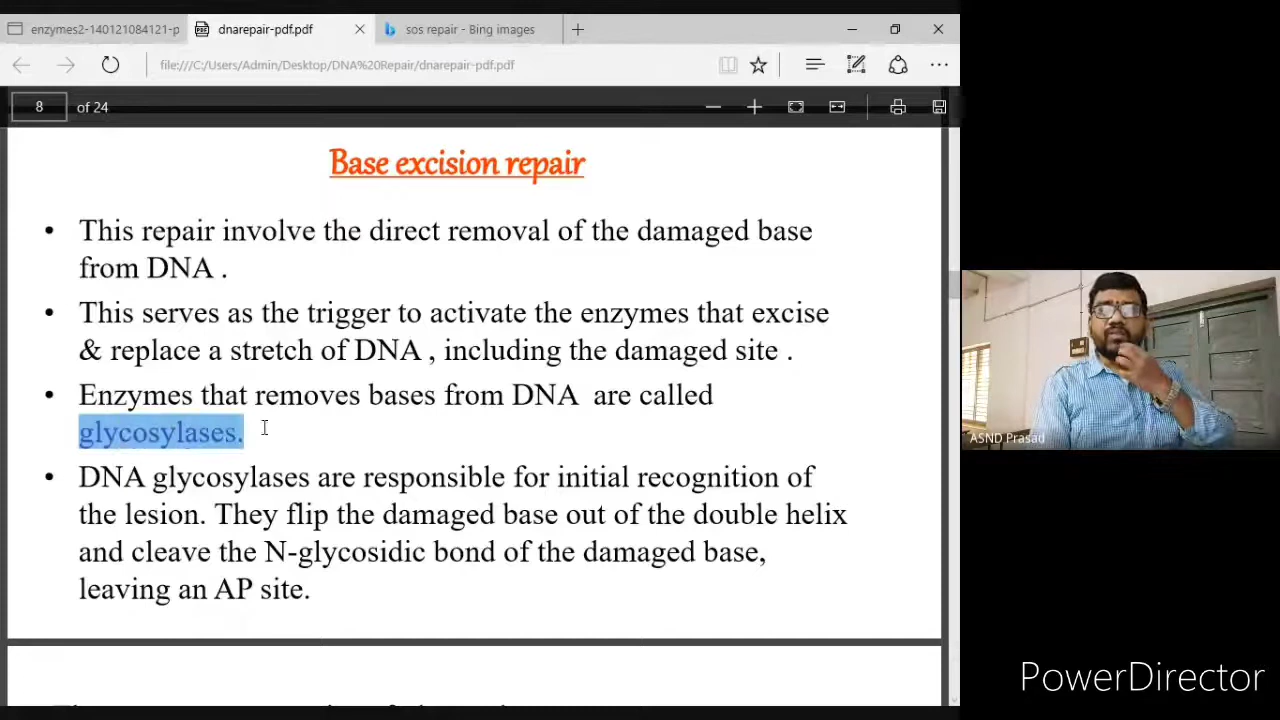 enzymes2-140121084121-p
dnarepair-pdf.pdf
sos repair - Bing images
file:///C:/Users/Admin/Desktop/DNA%20Repair/dnarepair-pdf.pdf
8 of 24
Base excision repair
• This repair involve the direct removal of the damaged base
from DNA .
• This serves as the trigger to activate the enzymes that excise
& replace a stretch of DNA , including the damaged site .
• Enzymes that removes bases from DNA are called
glycosylases.
• DNA glycosylases are responsible for initial recognition of
the lesion. They flip the damaged base out of the double helix
and cleave the N-glycosidic bond of the damaged base,
leaving an AP site.
ASND Prasad
PowerDirector